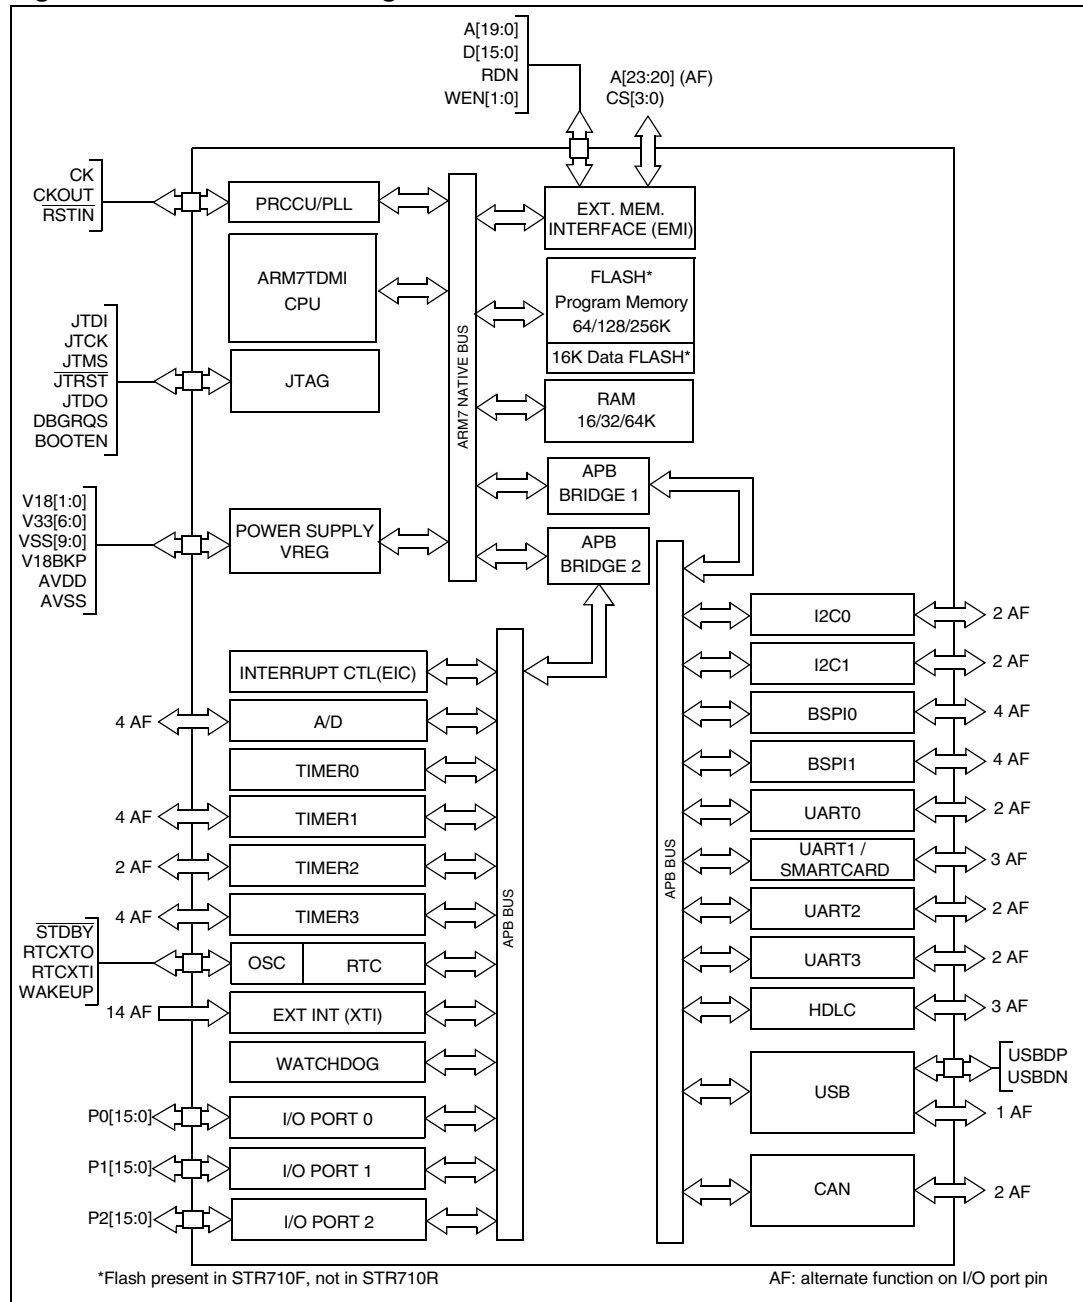 A[19:0]
D[15:0]
RDN
WEN[1:0]
A[23:20] (AF)
CS[3:0)
CK
CKOUT
RSTIN
PRCCU/PLL
EXT. MEM.
INTERFACE (EMI)
ARM7TDMI
CPU
FLASH*
Program Memory
64/128/256K
16K Data FLASH*
JTDI
JTCK
JTMS
JTRST
JTDO
DBGRQS
BOOTEN
JTAG
ARM7 NATIVE BUS
RAM
16/32/64K
APB
BRIDGE 1
V18[1:0]
V33[6:0]
VSS[9:0]
V18BKP
AVDD
AVSS
POWER SUPPLY
VREG
APB
BRIDGE 2
INTERRUPT CTL(EIC)
4 AF
A/D
TIMER0
4 AF
TIMER1
2 AF
TIMER2
4 AF
TIMER3
STDBY
RTCXTO
RTCXTI
WAKEUP
OSC
RTC
14 AF
EXT INT (XTI)
WATCHDOG
P0[15:0]
I/O PORT 0
P1[15:0]
I/O PORT 1
P2[15:0]
I/O PORT 2
APB BUS
APB BUS
I2C0
2 AF
I2C1
2 AF
BSPI0
4 AF
BSPI1
4 AF
UART0
2 AF
UART1 /
SMARTCARD
3 AF
UART2
2 AF
UART3
2 AF
HDLC
3 AF
USB
USBDP
USBDN
1 AF
CAN
2 AF
*Flash present in STR710F, not in STR710R
AF: alternate function on I/O port pin